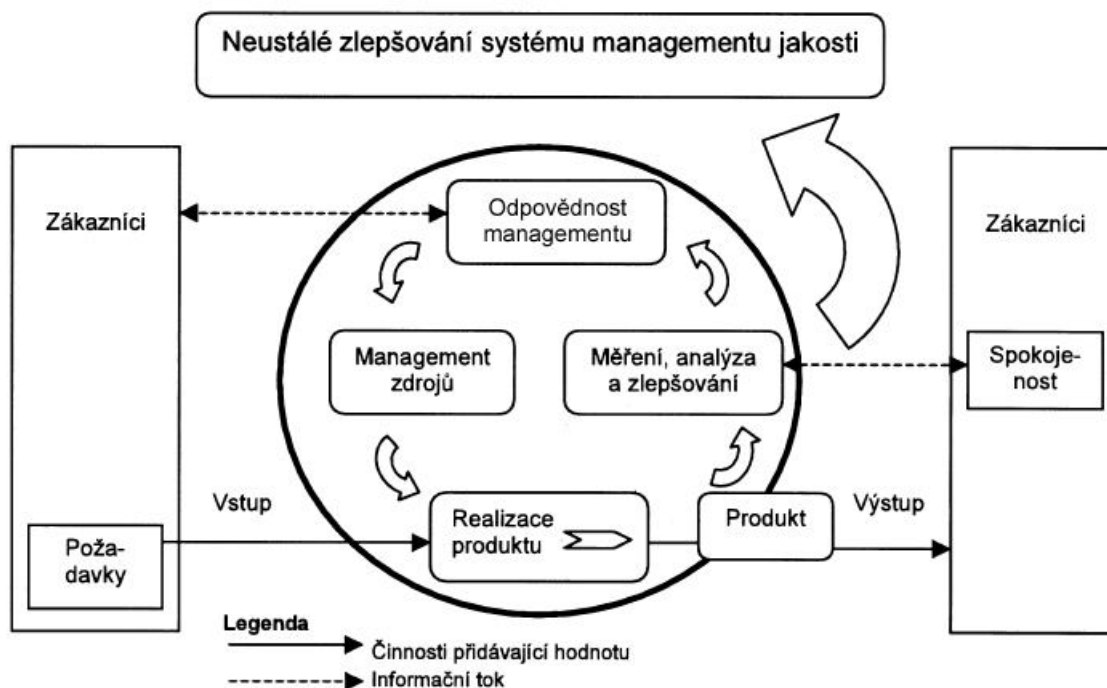 Neustálé zlepšování systému managementu jakosti
Zákazníci
Odpovědnost
managementu
Zákazníci
Management
zdrojů
Měření, analýza
a zlepšování
Spokoje-
nost
Vstup
Realizace
produktu
Produkt
Výstup
Poža-
davky
Legenda
Činnosti přidávající hodnotu
Informační tok